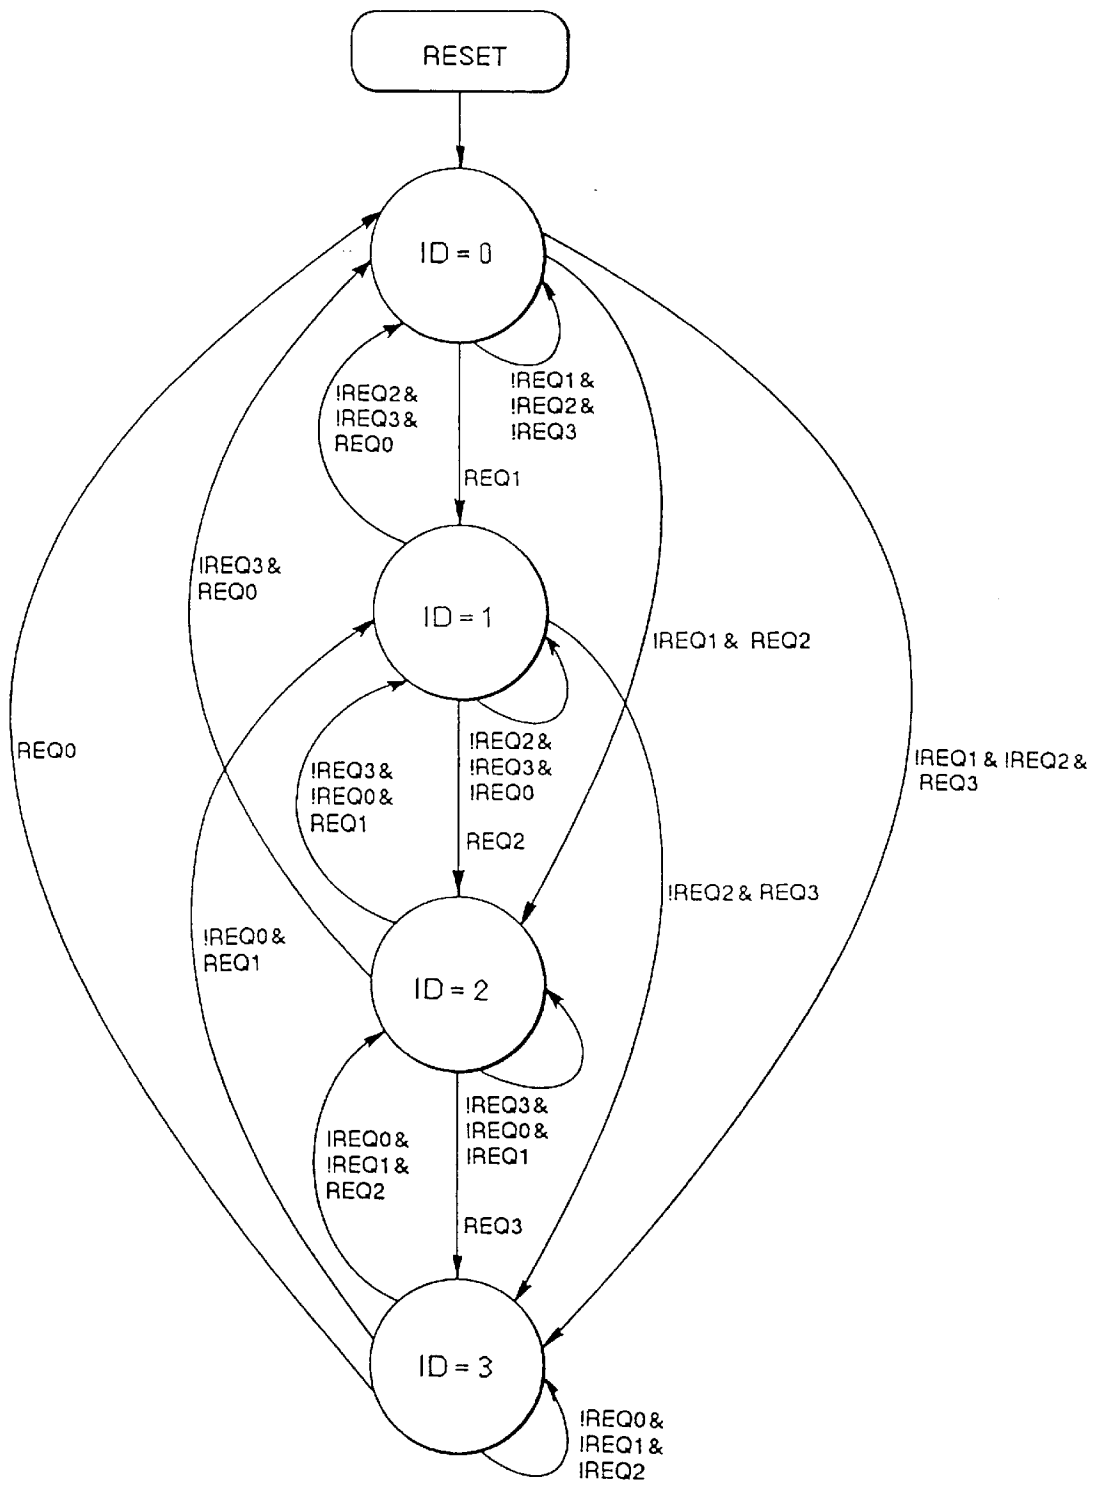 RESET
ID = 0
!REQ1&
!REQ2&
!REQ3
!REQ2&
!REQ3&
REQ0
REQ1
!REQ3&
REQ0
ID = 1
!REQ1& REQ2
REQ0
!REQ2&
!REQ3&
!REQ0
!REQ3&
!REQ0&
REQ1
!REQ1& !REQ2&
REQ3
REQ2
!REQ2& REQ3
!REQ0&
REQ1
ID = 2
!REQ3&
!REQ0&
!REQ1
!REQ0&
!REQ1&
REQ2
REQ3
ID = 3
!REQ0&
!REQ1&
!REQ2